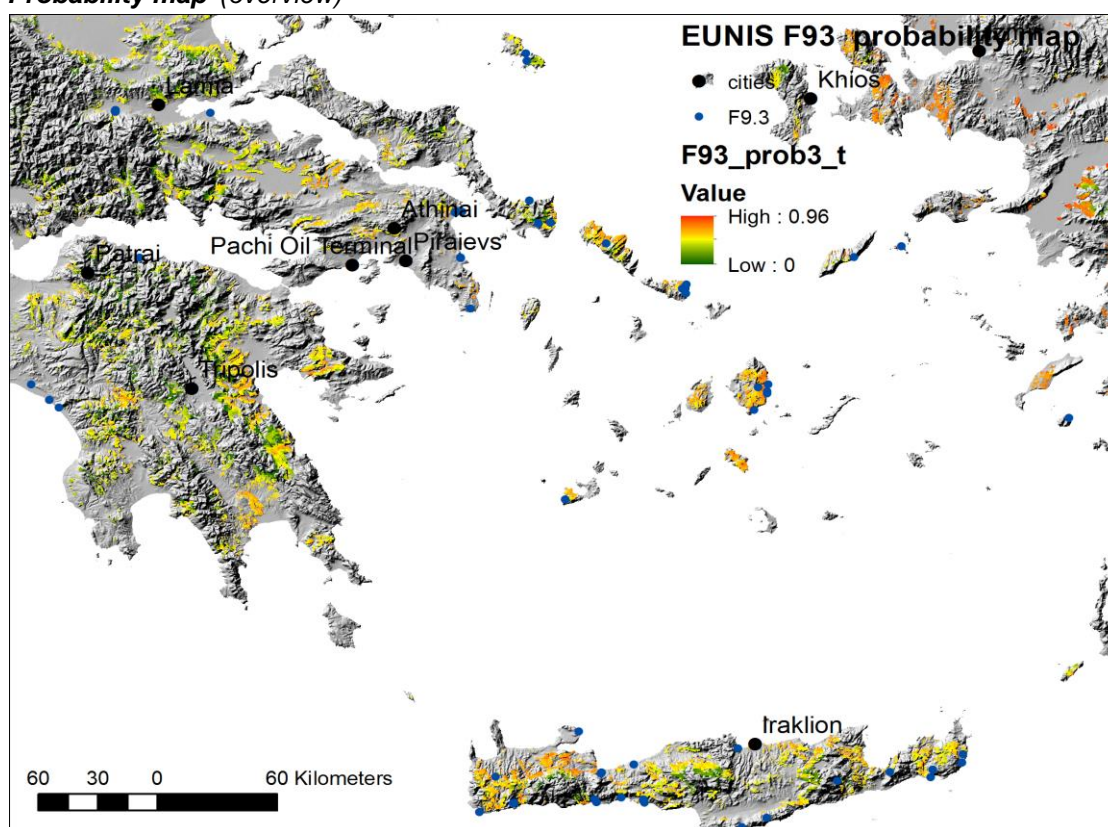 Probability map (overview)
EUNIS F93 probability map
cities
F9.3
F93_prob3_t
Value
High : 0.96
Low : 0
Khios
Lamia
Athinai
Pachi Oil Terminal
Piraievs
Patrai
Tripolis
Iraklion
60 30 0 60 Kilometers